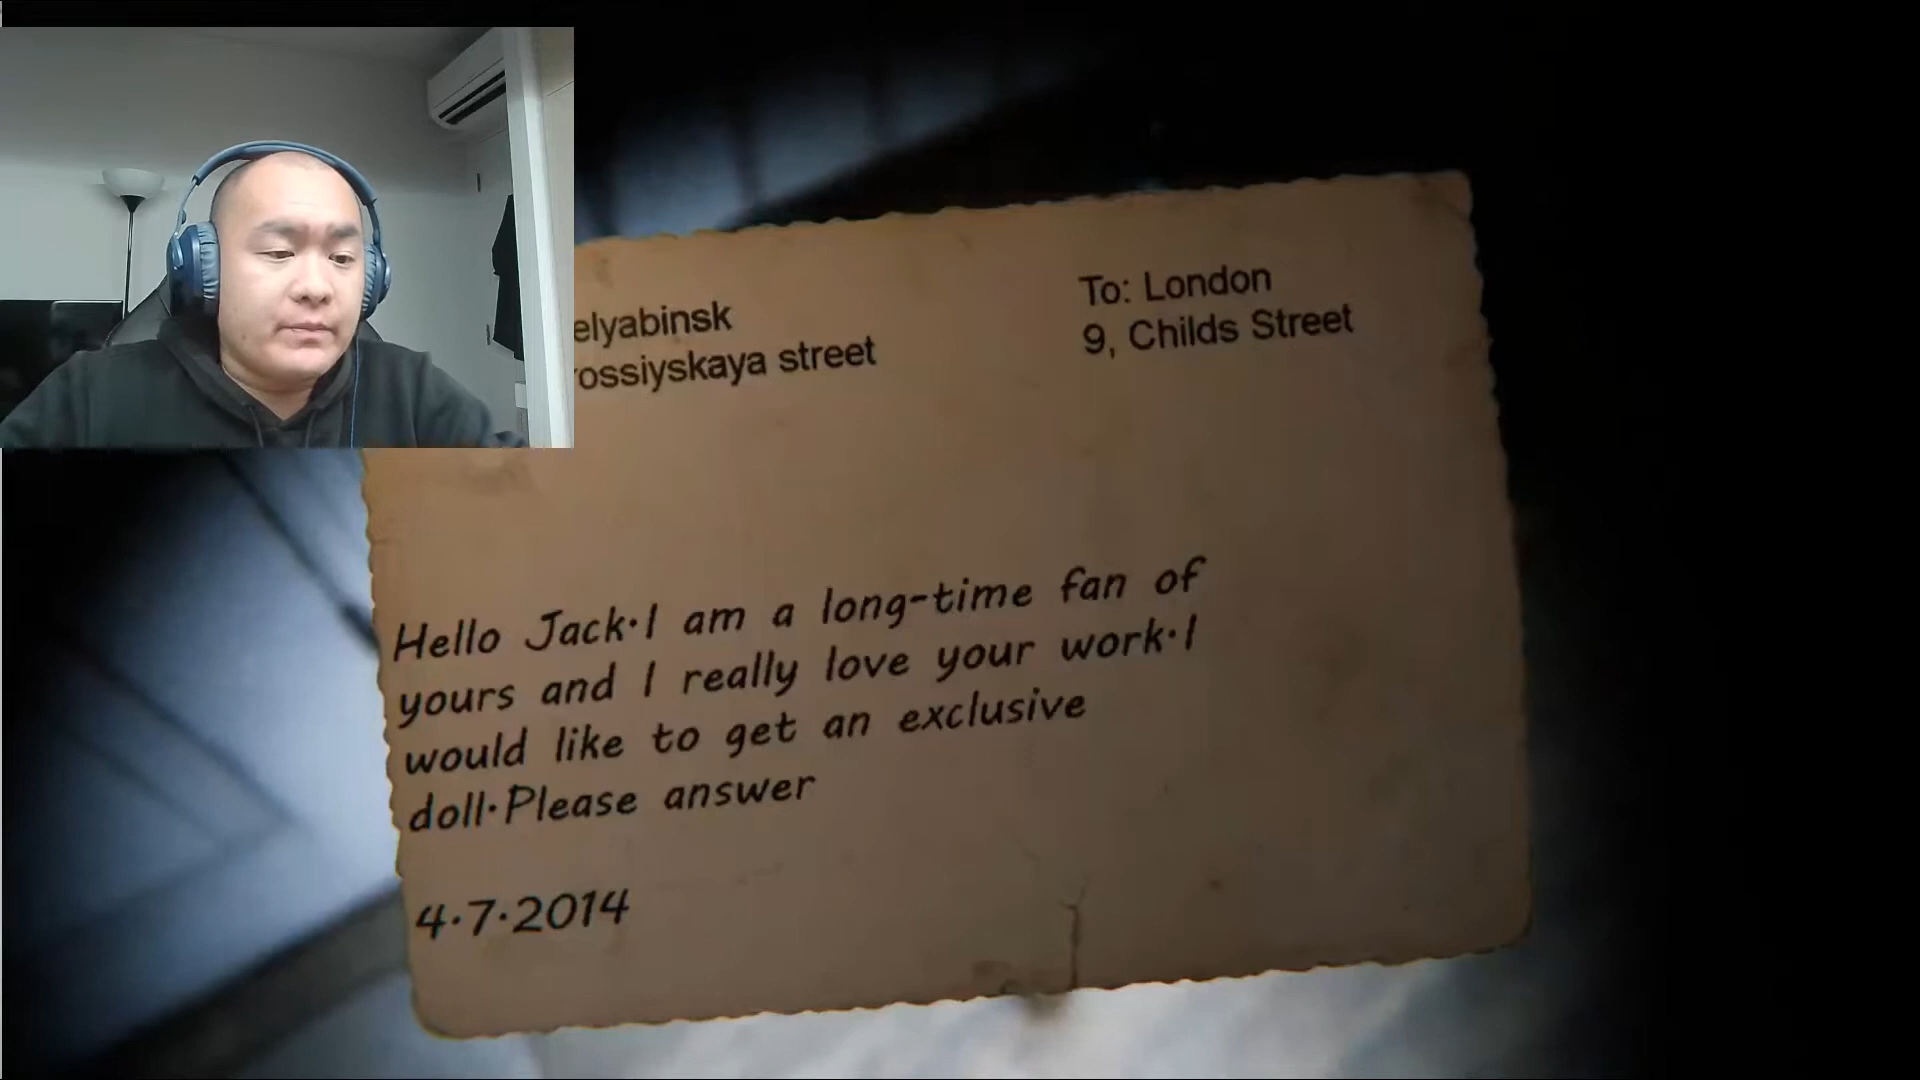 elyabinsk
rossiyskaya street
To: London
9, Childs Street
Hello Jack.I am a long-time fan of
yours and I really love your work.I
would like to get an exclusive
doll.Please answer
4.7.2014